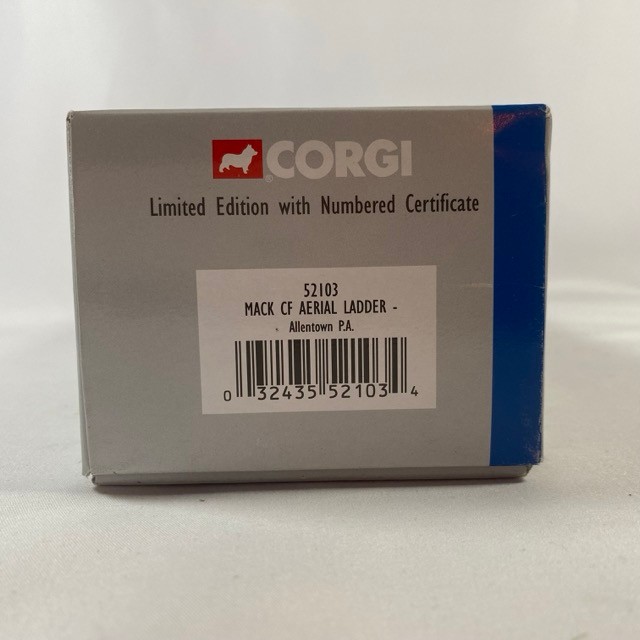 CORGI
Limited Edition with Numbered Certificate
52103
MACK CF AERIAL LADDER -
Allentown P.A.
0 32435 52103 4